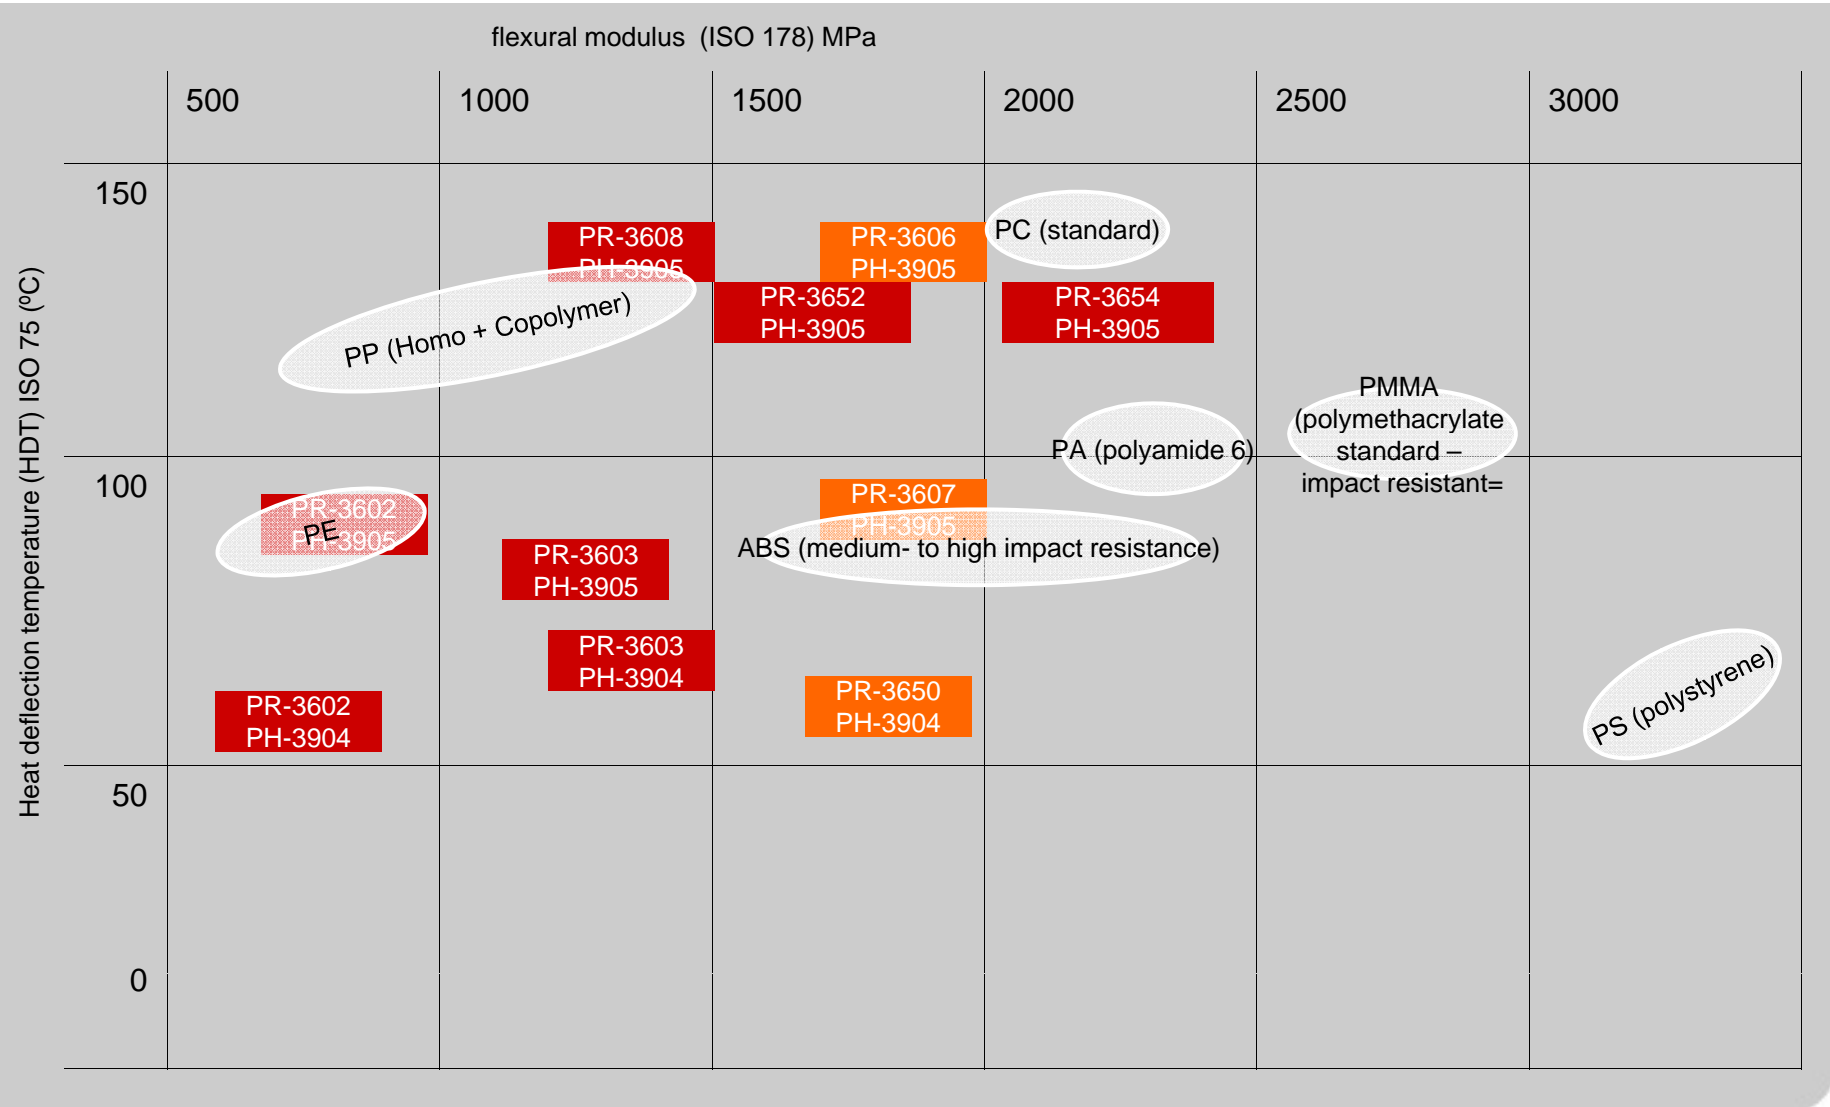 flexural modulus (ISO 178) MPa
500 1000 1500 2000 2500 3000
Heat deflection temperature (HDT) ISO 75 (ºC)
150
PR-3608
PH-3905
PR-3606
PH-3905
PC (standard)
PP (Homo + Copolymer)
PR-3652
PH-3905
PR-3654
PH-3905
PMMA
(polymethacrylate
standard –
impact resistant=
PA (polyamide 6)
100
PR-3602
PH-3905
PE
PR-3607
PH-3905
ABS (medium- to high impact resistance)
PR-3603
PH-3905
PR-3603
PH-3904
PR-3602
PH-3904
PR-3650
PH-3904
PS (polystyrene)
50
0